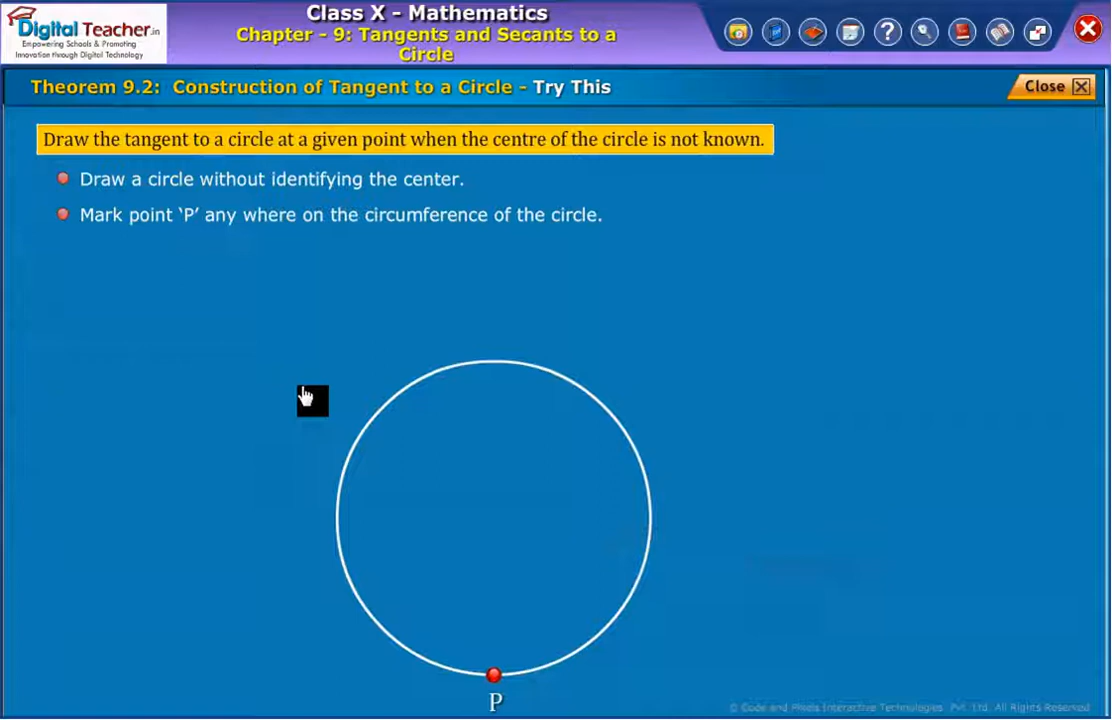 Digital Teacher.in
Empowering Schools & Promoting
Innovation through Digital Technology
Class X - Mathematics
Chapter - 9: Tangents and Secants to a
Circle
?
Theorem 9.2: Construction of Tangent to a Circle - Try This
Close
Draw the tangent to a circle at a given point when the centre of the circle is not known.
Draw a circle without identifying the center.
Mark point ‘P’ any where on the circumference of the circle.
P
© Code and Pixels Interactive Technologies Pvt. Ltd. All Rights Reserved